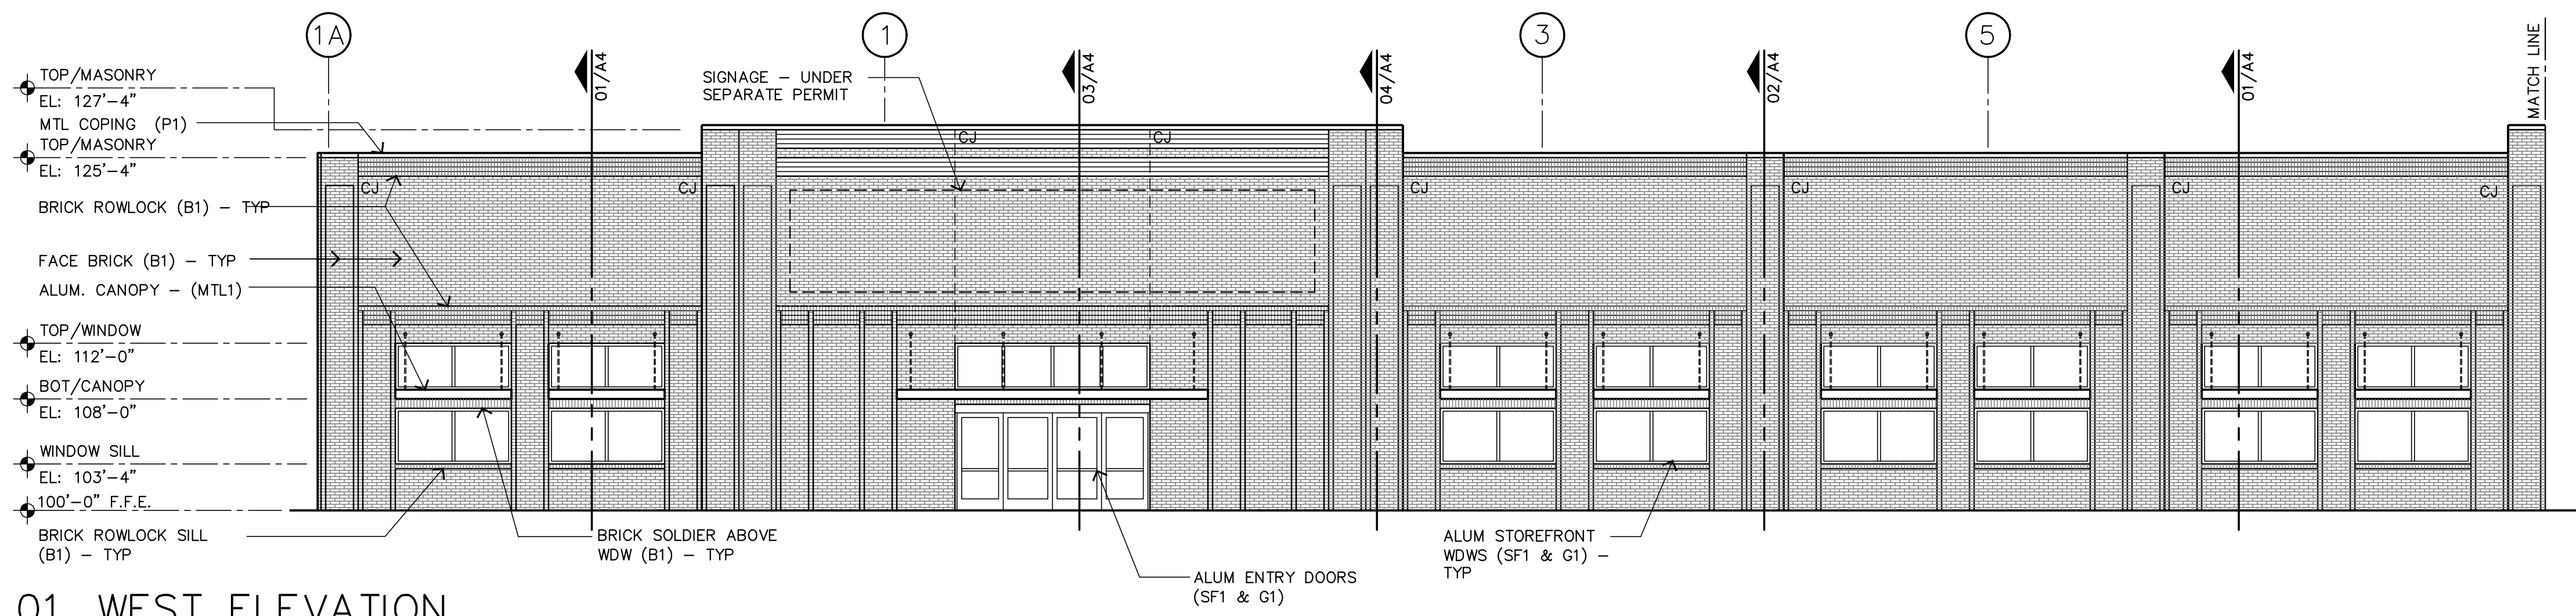 1A
1
3
5
MATCH LINE
01/A4
03/A4
04/A4
02/A4
01/A4
TOP/MASONRY
EL: 127'-4"
MTL COPING (P1)
TOP/MASONRY
EL: 125'-4"
BRICK ROWLOCK (B1) - TYP
FACE BRICK (B1) - TYP
ALUM. CANOPY - (MTL1)
TOP/WINDOW
EL: 112'-0"
BOT/CANOPY
EL: 108'-0"
WINDOW SILL
EL: 103'-4"
100'-0" F.F.E.
BRICK ROWLOCK SILL
(B1) - TYP
SIGNAGE - UNDER
SEPARATE PERMIT
CJ
CJ
CJ
CJ
CJ
CJ
CJ
CJ
BRICK SOLDIER ABOVE
WDW (B1) - TYP
ALUM ENTRY DOORS
(SF1 & G1)
ALUM STOREFRONT
WDWS (SF1 & G1) -
TYP
01 WEST ELEVATION